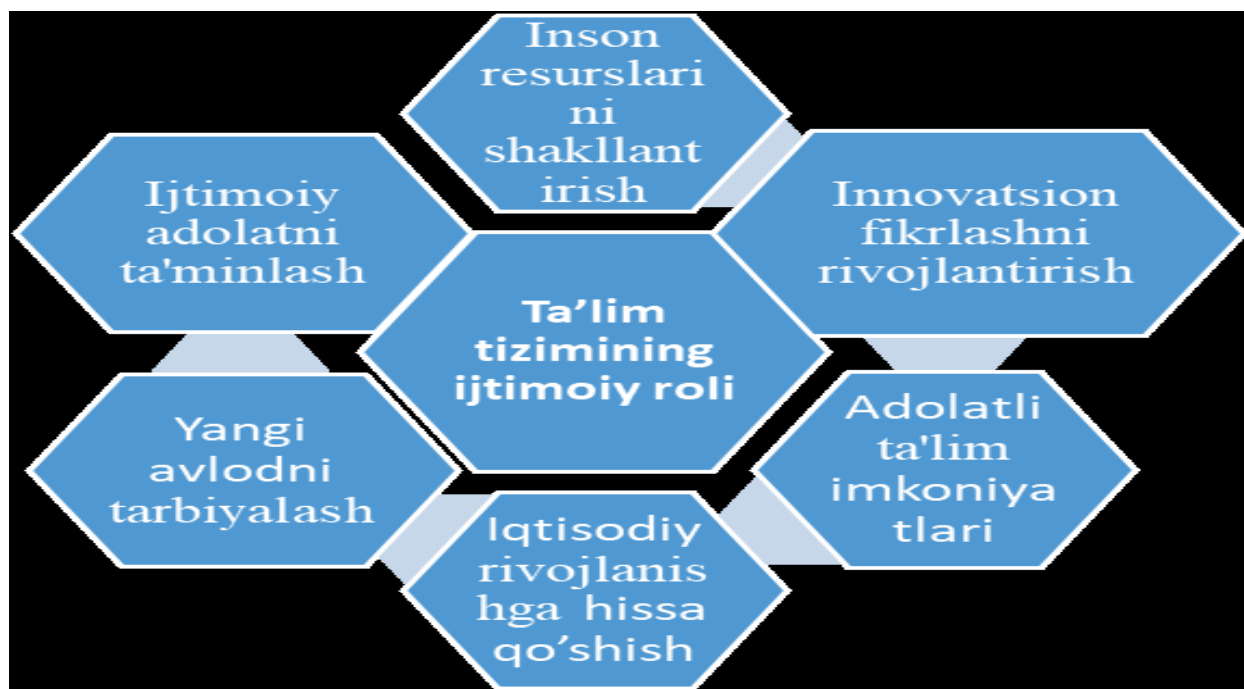 Inson
resurslari
ni
shakllant
irish
Innovatsion
fikrlashni
rivojlantirish
Adolatli
ta'lim
imkoniya
tlari
Iqtisodiy
rivojlanis
hga hissa
qo’shish
Yangi
avlodni
tarbiyalash
Ijtimoiy
adolatni
ta'minlash
Ta’lim
tizimining
ijtimoiy roli